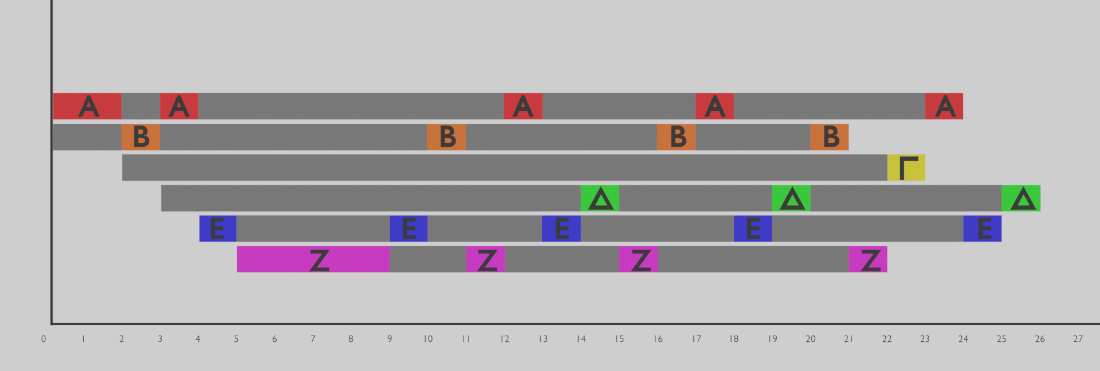 Α Α Α Α Α
Β Β Β Β
Γ
Δ Δ Δ
Ε Ε Ε Ε Ε
Ζ Ζ Ζ Ζ
0 1 2 3 4 5 6 7 8 9 10 11 12 13 14 15 16 17 18 19 20 21 22 23 24 25 26 27